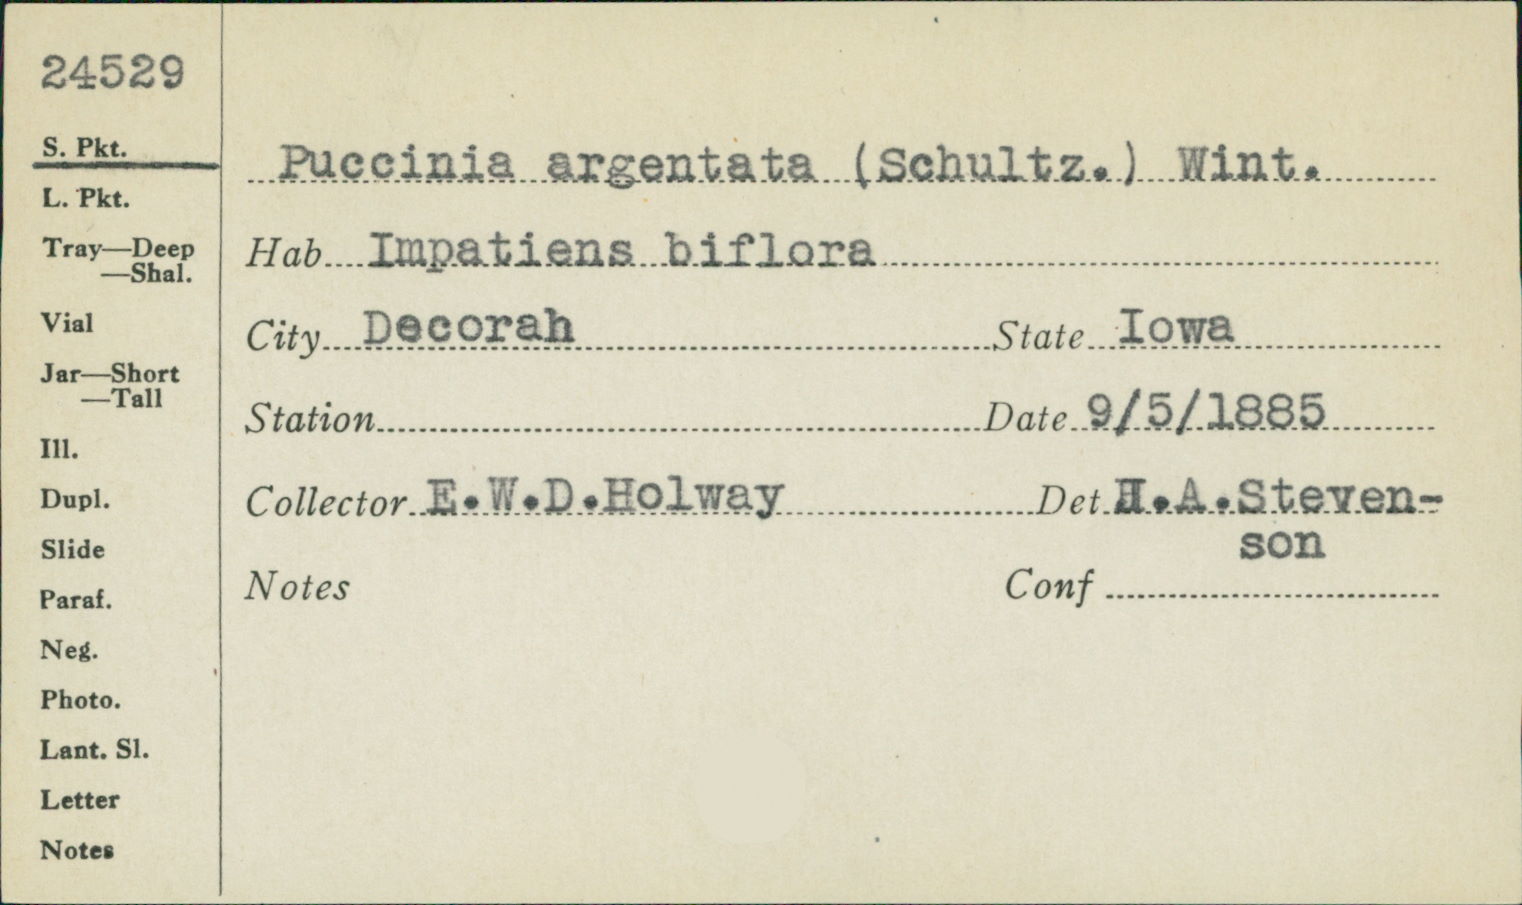 24529
S. Pkt.
L. Pkt.
Tray—Deep
—Shal.
Vial
Jar—Short
—Tall
Ill.
Dupl.
Slide
Paraf.
Neg.
Photo.
Lant. Sl.
Letter
Notes
Puccinia argentata (Schultz.) Wint.
Hab Impatiens biflora
City Decorah State Iowa
Station Date 9/5/1885
Collector E.W.D.Holway Det H.A.Steven-
son
Notes Conf